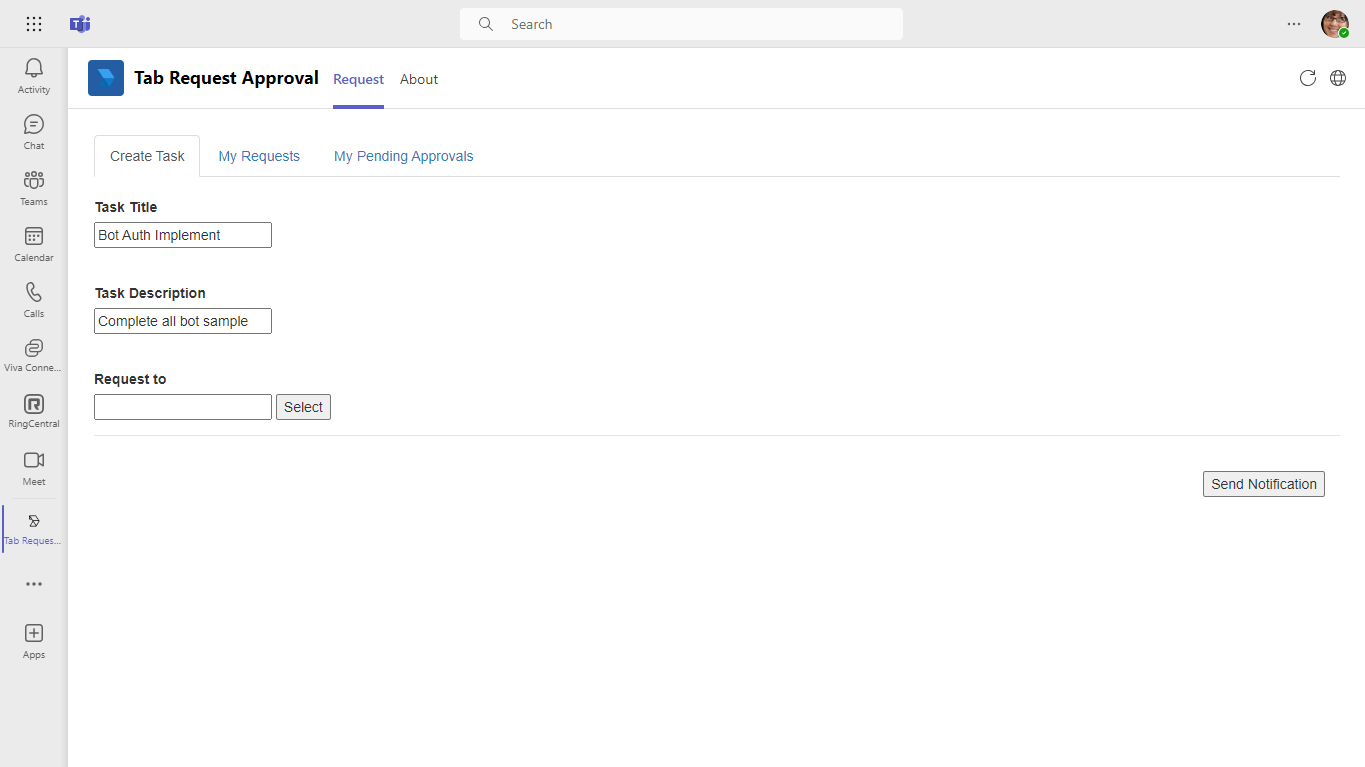 Search
Activity
Chat
Teams
Calendar
Calls
Viva Conne...
RingCentral
Meet
Tab Reques...
Apps
Tab Request Approval Request About
Create Task My Requests My Pending Approvals
Task Title
Bot Auth Implement
Task Description
Complete all bot sample
Request to
Select
Send Notification